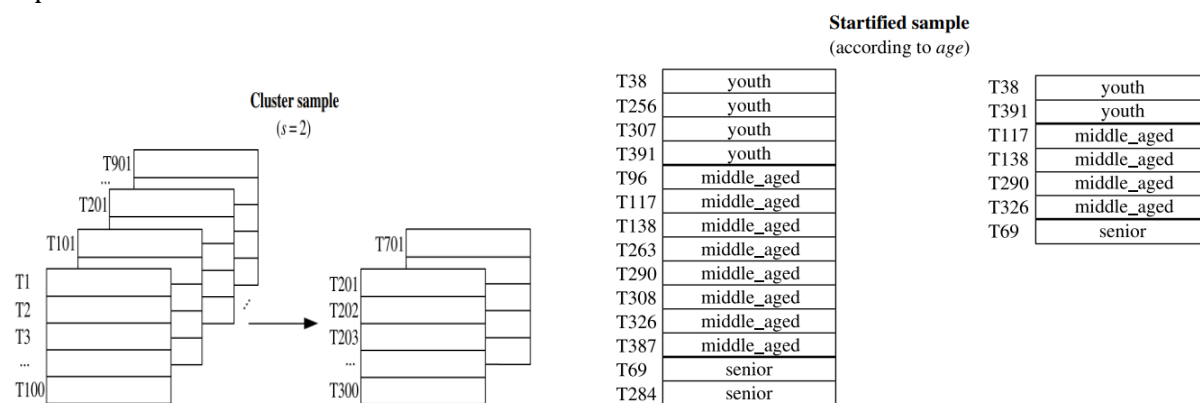 Cluster sample
(s = 2)
T901
...
T201
T101
T1
T2
T3
...
T100
T701
T201
T202
T203
...
T300
Startified sample
(according to age)
T38 youth
T256 youth
T307 youth
T391 youth
T96 middle_aged
T117 middle_aged
T138 middle_aged
T263 middle_aged
T290 middle_aged
T308 middle_aged
T326 middle_aged
T387 middle_aged
T69 senior
T284 senior
T38 youth
T391 youth
T117 middle_aged
T138 middle_aged
T290 middle_aged
T326 middle_aged
T69 senior